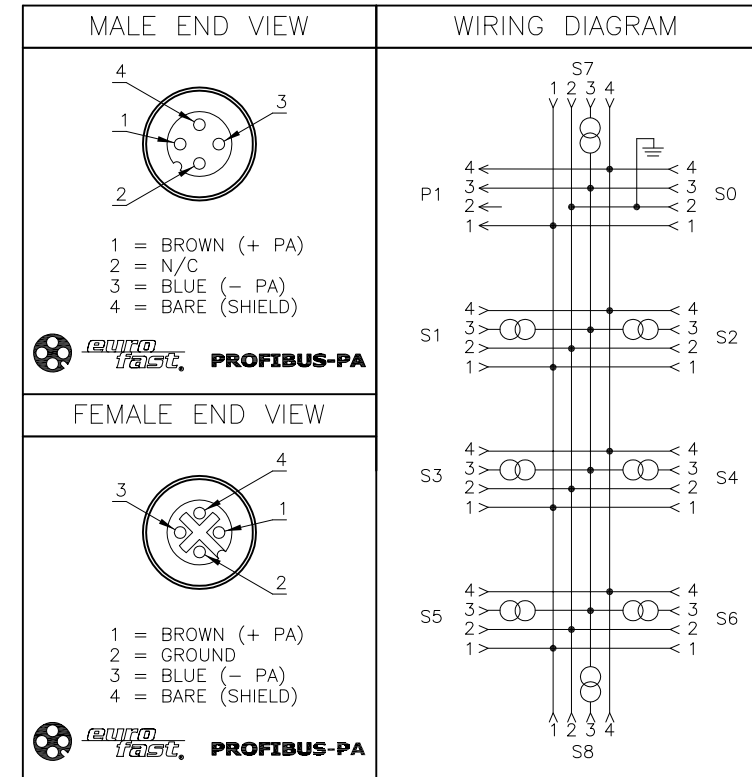 MALE END VIEW
4
3
1
2
1 = BROWN (+ PA)
2 = N/C
3 = BLUE (− PA)
4 = BARE (SHIELD)
euro
fast® PROFIBUS-PA
FEMALE END VIEW
4
3
1
2
1 = BROWN (+ PA)
2 = GROUND
3 = BLUE (− PA)
4 = BARE (SHIELD)
euro
fast® PROFIBUS-PA
WIRING DIAGRAM
S7
1 2 3 4
4 4
3 3
P1 S0
2 2
1 1
4 4
3 3
S1 S2
2 2
1 1
4 4
3 3
S3 S4
2 2
1 1
4 4
3 3
S5 S6
2 2
1 1
1 2 3 4
S8